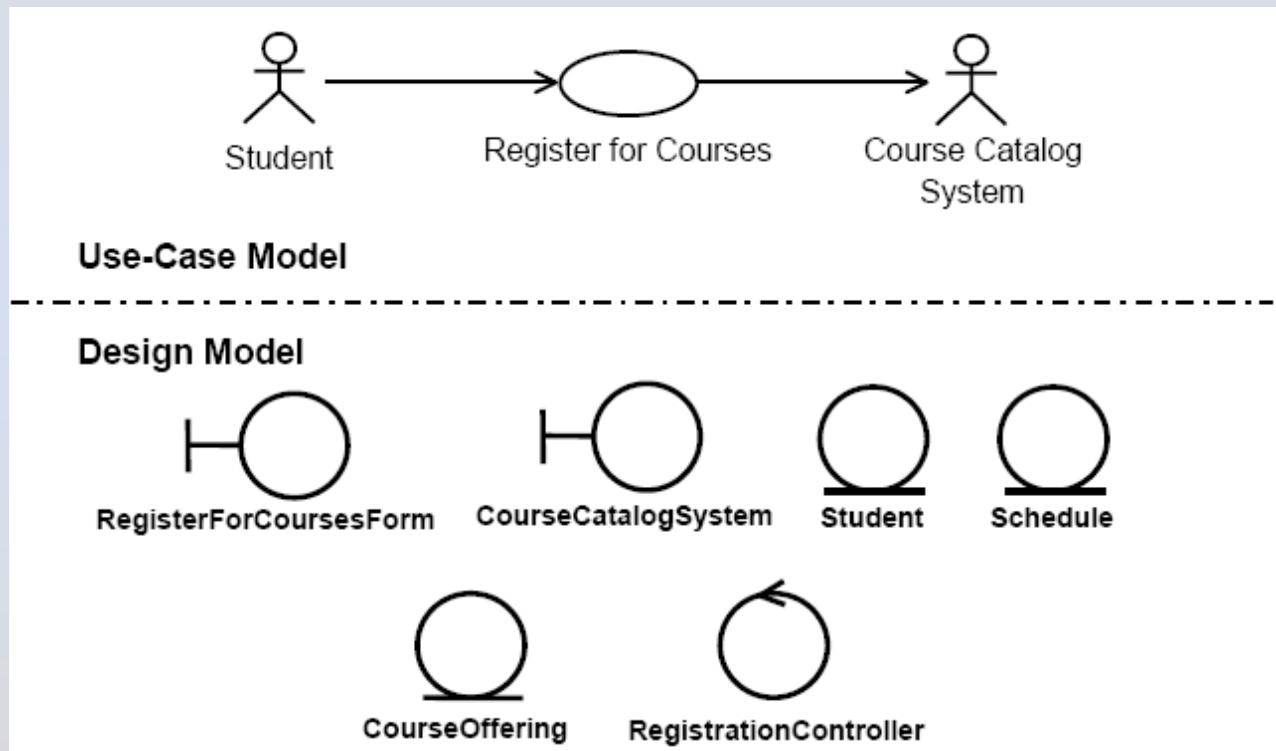 Student
Register for Courses
Course Catalog
System
Use-Case Model
Design Model
RegisterForCoursesForm
CourseCatalogSystem
Student
Schedule
CourseOffering
RegistrationController